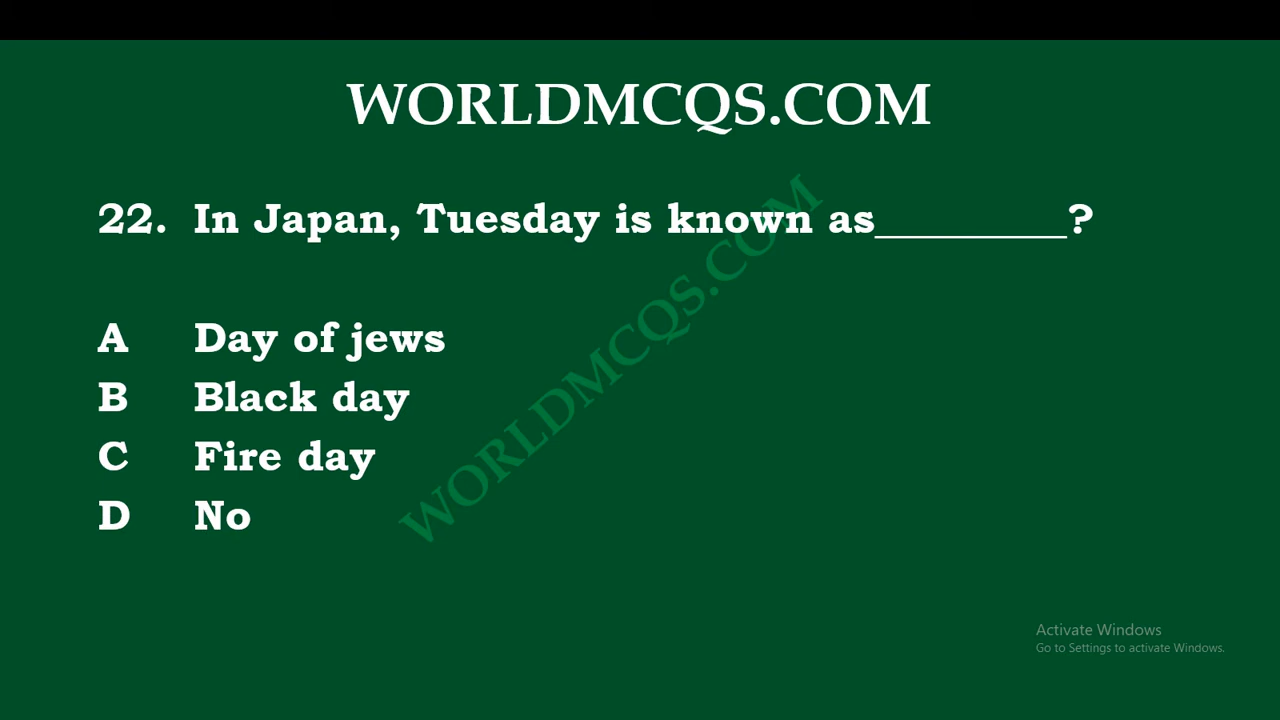 WORLDMCQS.COM
22. In Japan, Tuesday is known as_________?
A Day of jews
B Black day
C Fire day
D No
WORLDMCQS.COM
Activate Windows
Go to Settings to activate Windows.